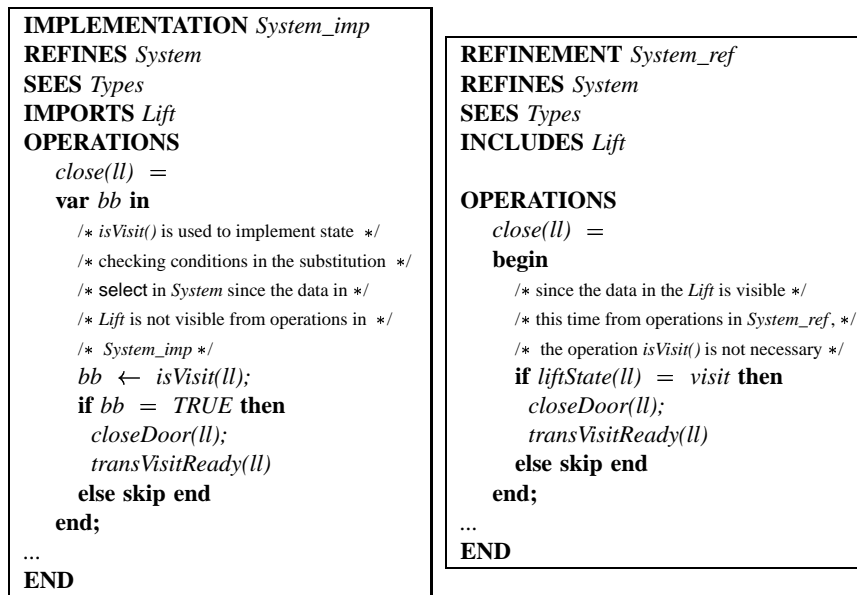 IMPLEMENTATION System_imp
REFINES System
SEES Types
IMPORTS Lift
OPERATIONS
close(ll) =
var bb in
/* isVisit() is used to implement state */
/* checking conditions in the substitution */
/* select in System since the data in */
/* Lift is not visible from operations in */
/* System_imp */
bb ← isVisit(ll);
if bb = TRUE then
closeDoor(ll);
transVisitReady(ll)
else skip end
end;
...
END
REFINEMENT System_ref
REFINES System
SEES Types
INCLUDES Lift
OPERATIONS
close(ll) =
begin
/* since the data in the Lift is visible */
/* this time from operations in System_ref, */
/* the operation isVisit() is not necessary */
if liftState(ll) = visit then
closeDoor(ll);
transVisitReady(ll)
else skip end
end;
...
END